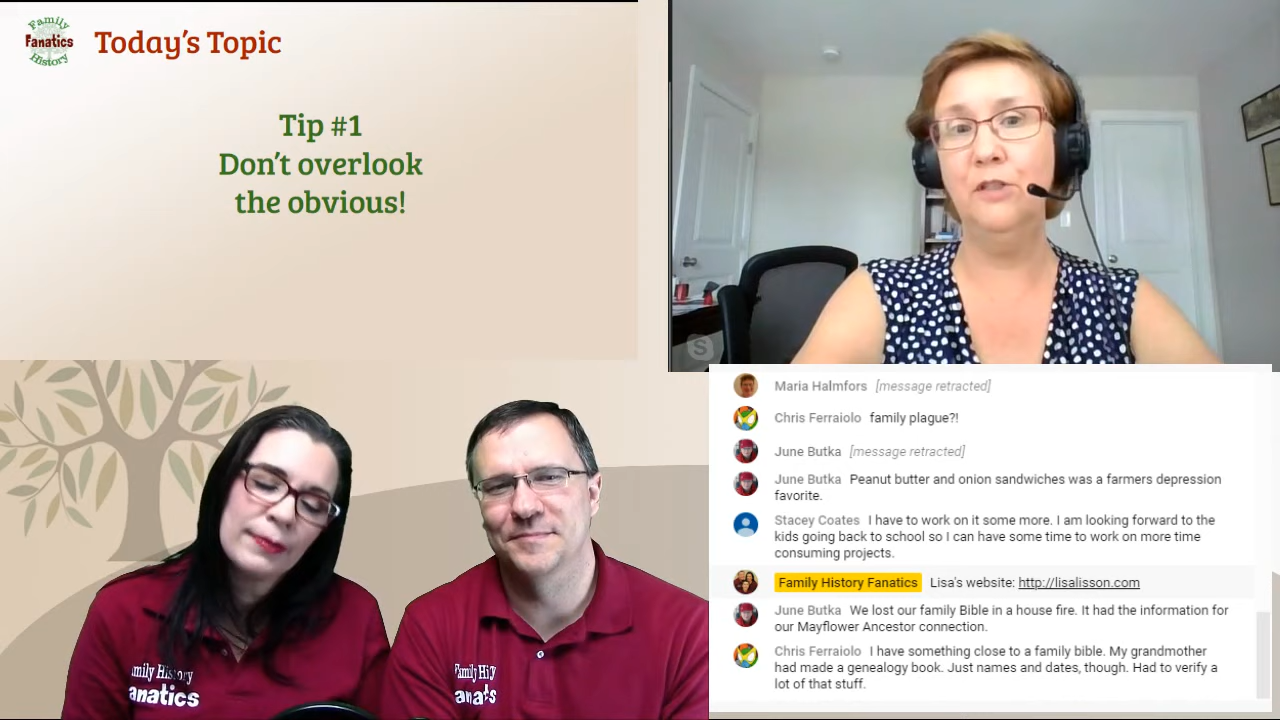 Family
Fanatics
History
Today's Topic
Tip #1
Don't overlook
the obvious!
S
Maria Halmfors [message retracted]
Chris Ferraiolo family plague?!
June Butka [message retracted]
June Butka Peanut butter and onion sandwiches was a farmers depression
favorite.
Stacey Coates I have to work on it some more. I am looking forward to the
kids going back to school so I can have some time to work on more time
consuming projects.
Family History Fanatics Lisa's website: http://lisalisson.com
June Butka We lost our family Bible in a house fire. It had the information for
our Mayflower Ancestor connection.
Chris Ferraiolo I have something close to a family bible. My grandmother
had made a genealogy book. Just names and dates, though. Had to verify a
lot of that stuff.
amily History
anatics
Family Hi
anat s